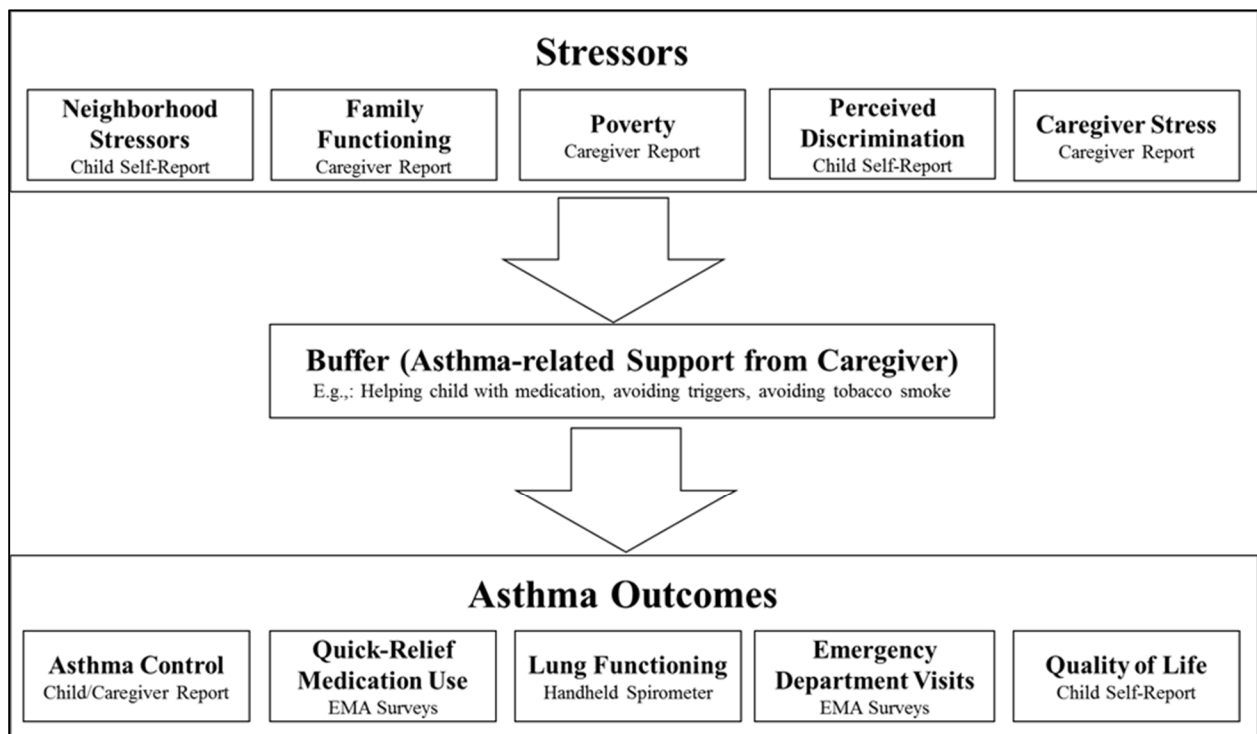 Stressors
Neighborhood
Stressors
Child Self-Report
Family
Functioning
Caregiver Report
Poverty
Caregiver Report
Perceived
Discrimination
Child Self-Report
Caregiver Stress
Caregiver Report
Buffer (Asthma-related Support from Caregiver)
E.g.,: Helping child with medication, avoiding triggers, avoiding tobacco smoke
Asthma Outcomes
Asthma Control
Child/Caregiver Report
Quick-Relief
Medication Use
EMA Surveys
Lung Functioning
Handheld Spirometer
Emergency
Department Visits
EMA Surveys
Quality of Life
Child Self-Report